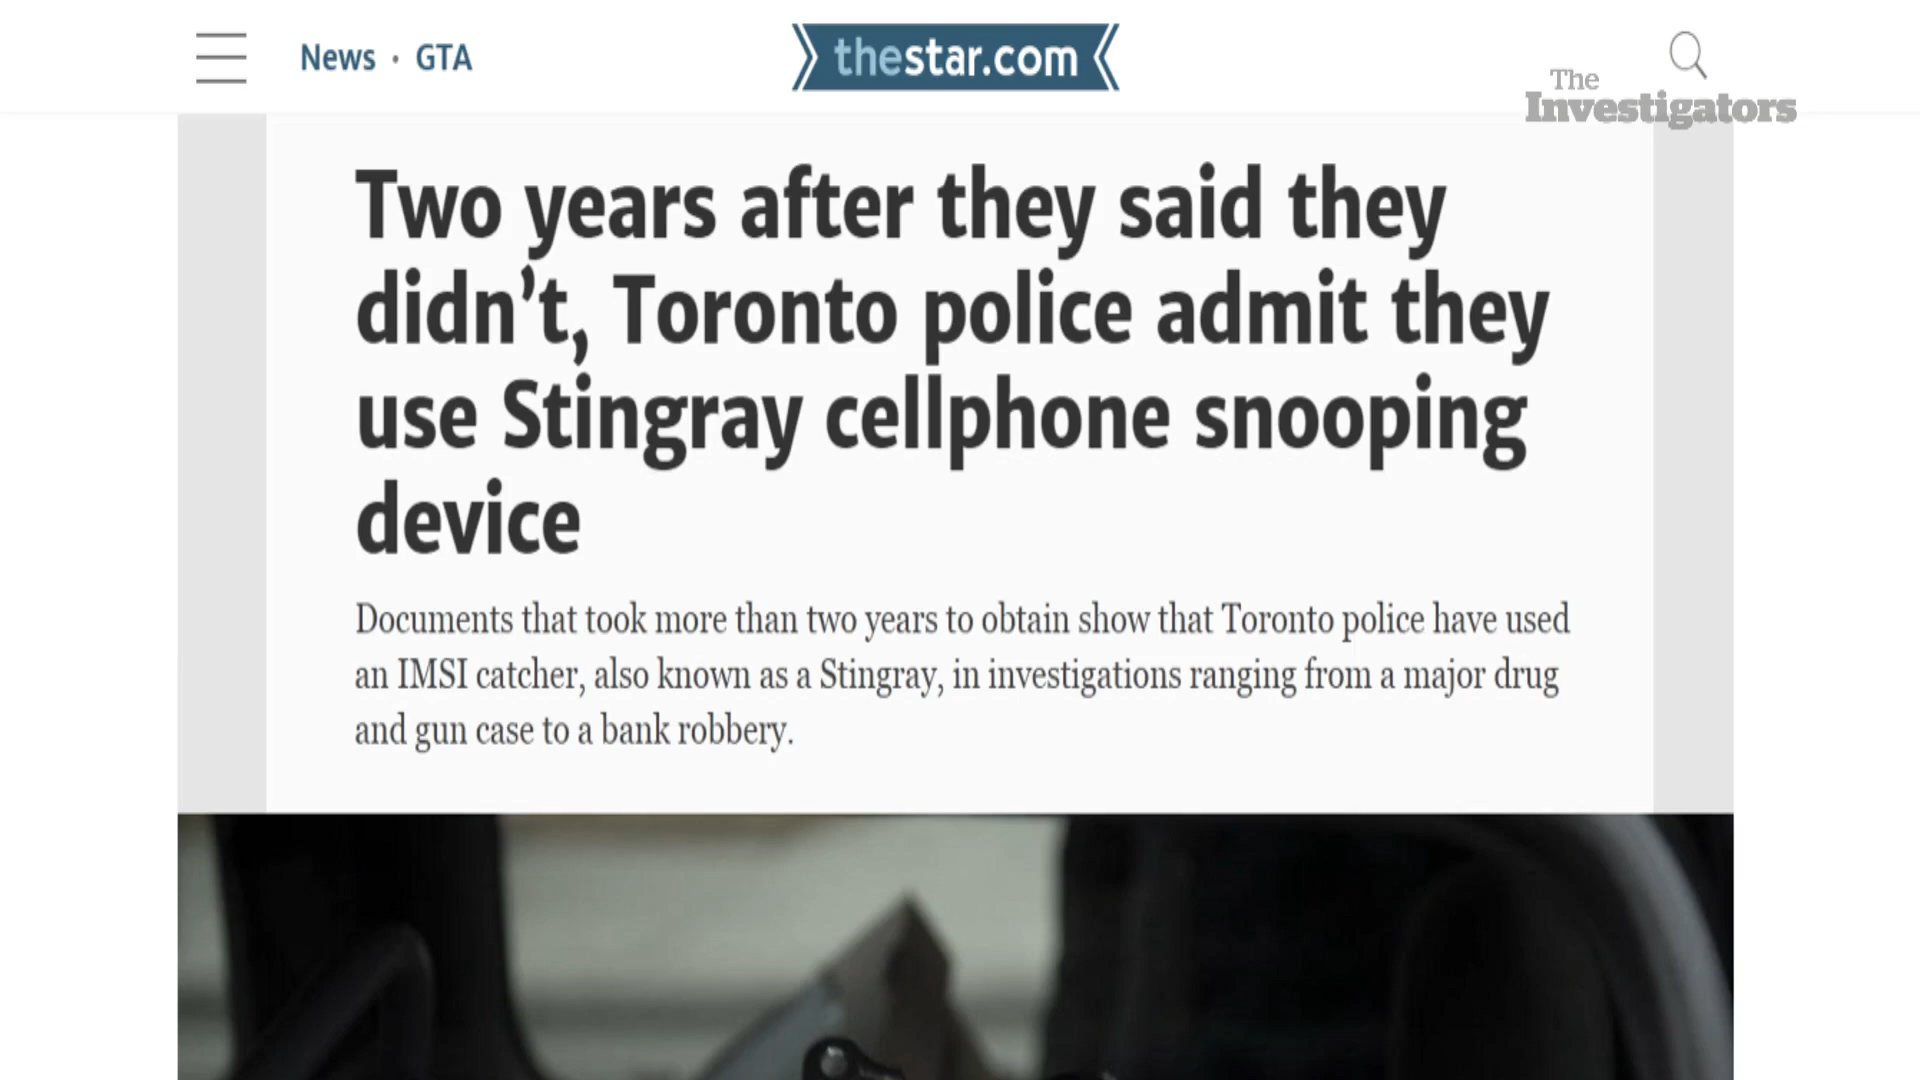 News · GTA
thestar.com
The
Investigators
Two years after they said they
didn’t, Toronto police admit they
use Stingray cellphone snooping
device
Documents that took more than two years to obtain show that Toronto police have used
an IMSI catcher, also known as a Stingray, in investigations ranging from a major drug
and gun case to a bank robbery.